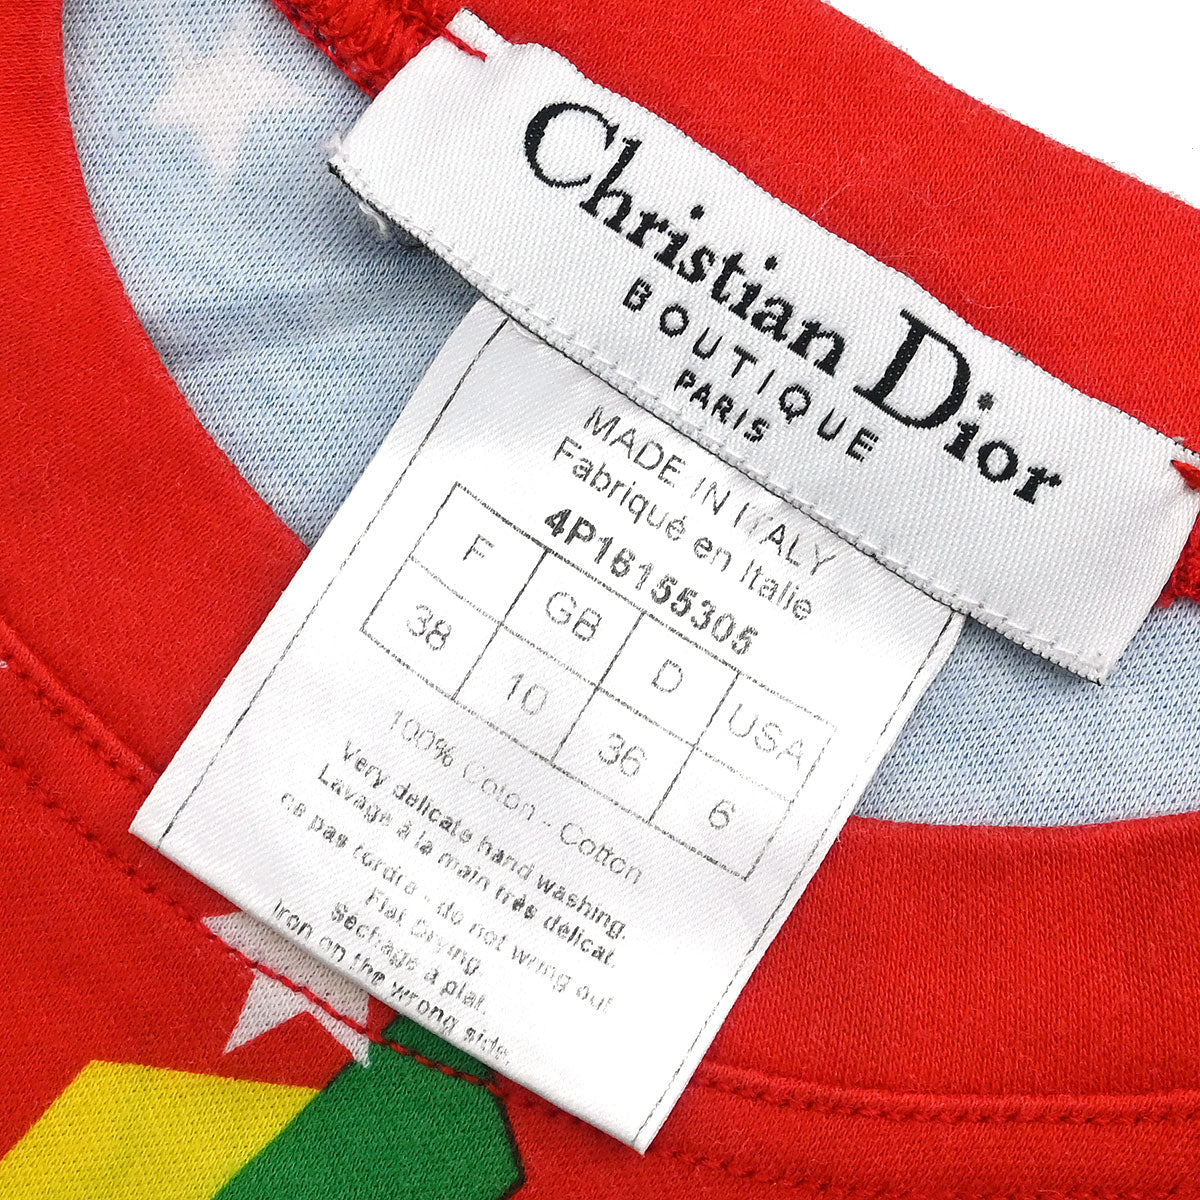 Christian Dior
BOUTIQUE
PARIS
MADE IN ITALY
Fabriqué en Italie
4P16155305
F GB D USA
38 10 36 6
100% Coton - Cotton
Very delicate hand washing.
Lavage à la main très délicat.
ne pas tordre - do not wring out
Flat Drying
Sechage à plat.
Iron on the wrong side.